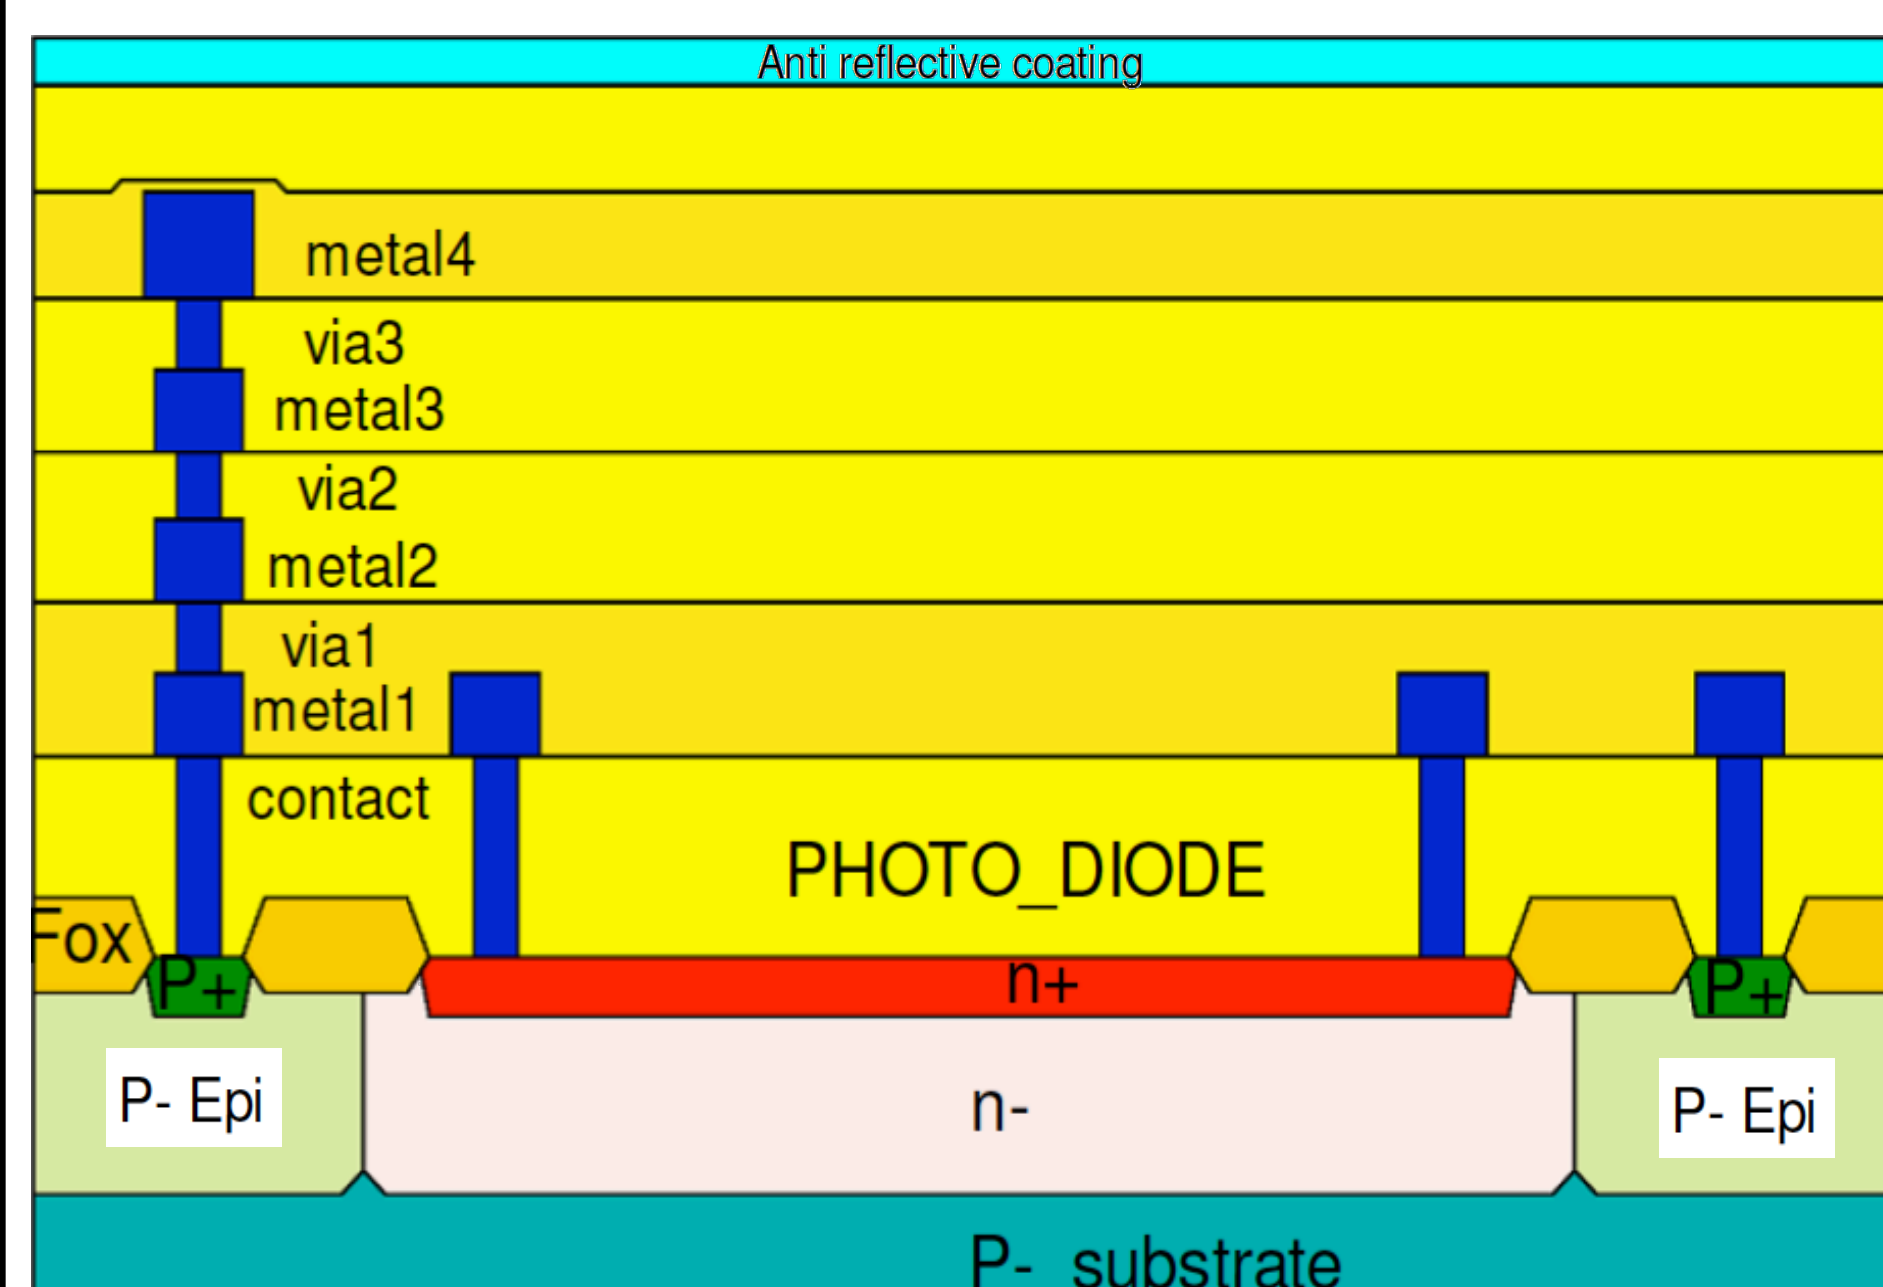 Anti reflective coating
metal4
via3
metal3
via2
metal2
via1
metal1
contact
PHOTO_DIODE
Fox
P+
n+
P+
P- Epi
n-
P- Epi
P- substrate